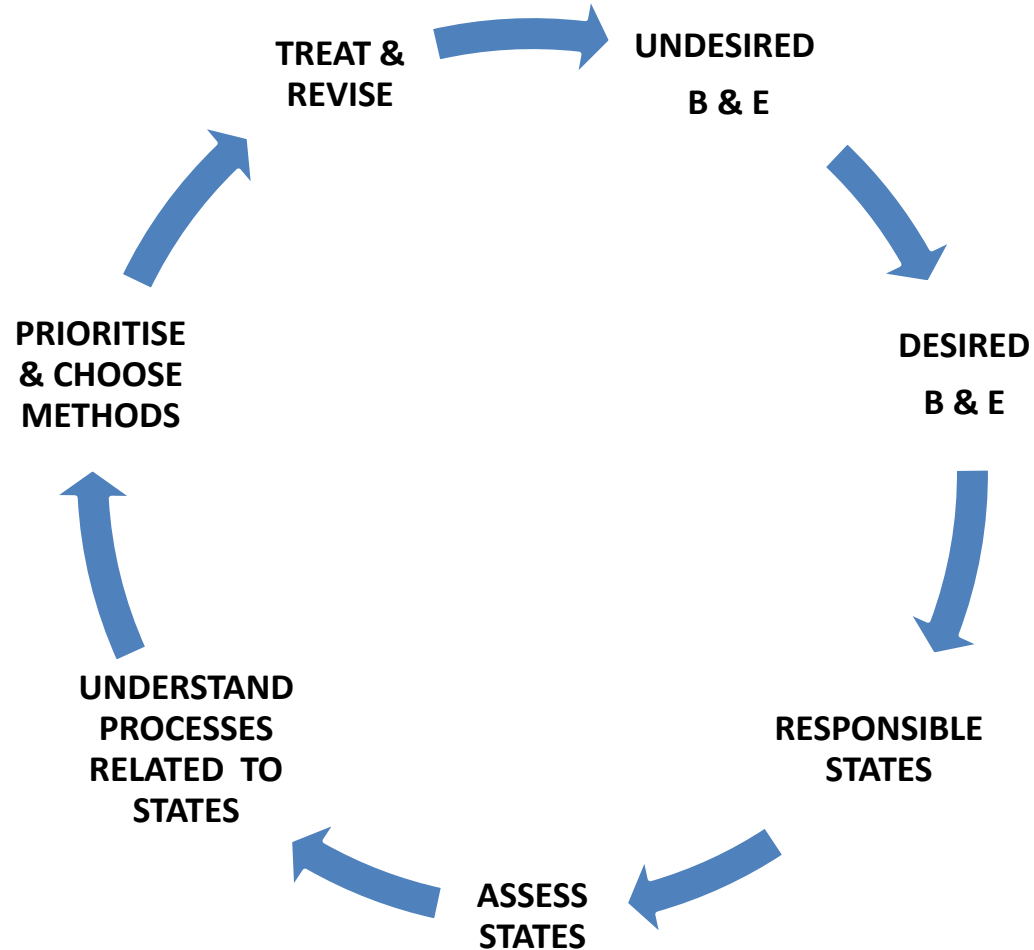 TREAT &
REVISE
UNDESIRED
B & E
DESIRED
B & E
RESPONSIBLE
STATES
ASSESS
STATES
UNDERSTAND
PROCESSES
RELATED TO
STATES
PRIORITISE
& CHOOSE
METHODS